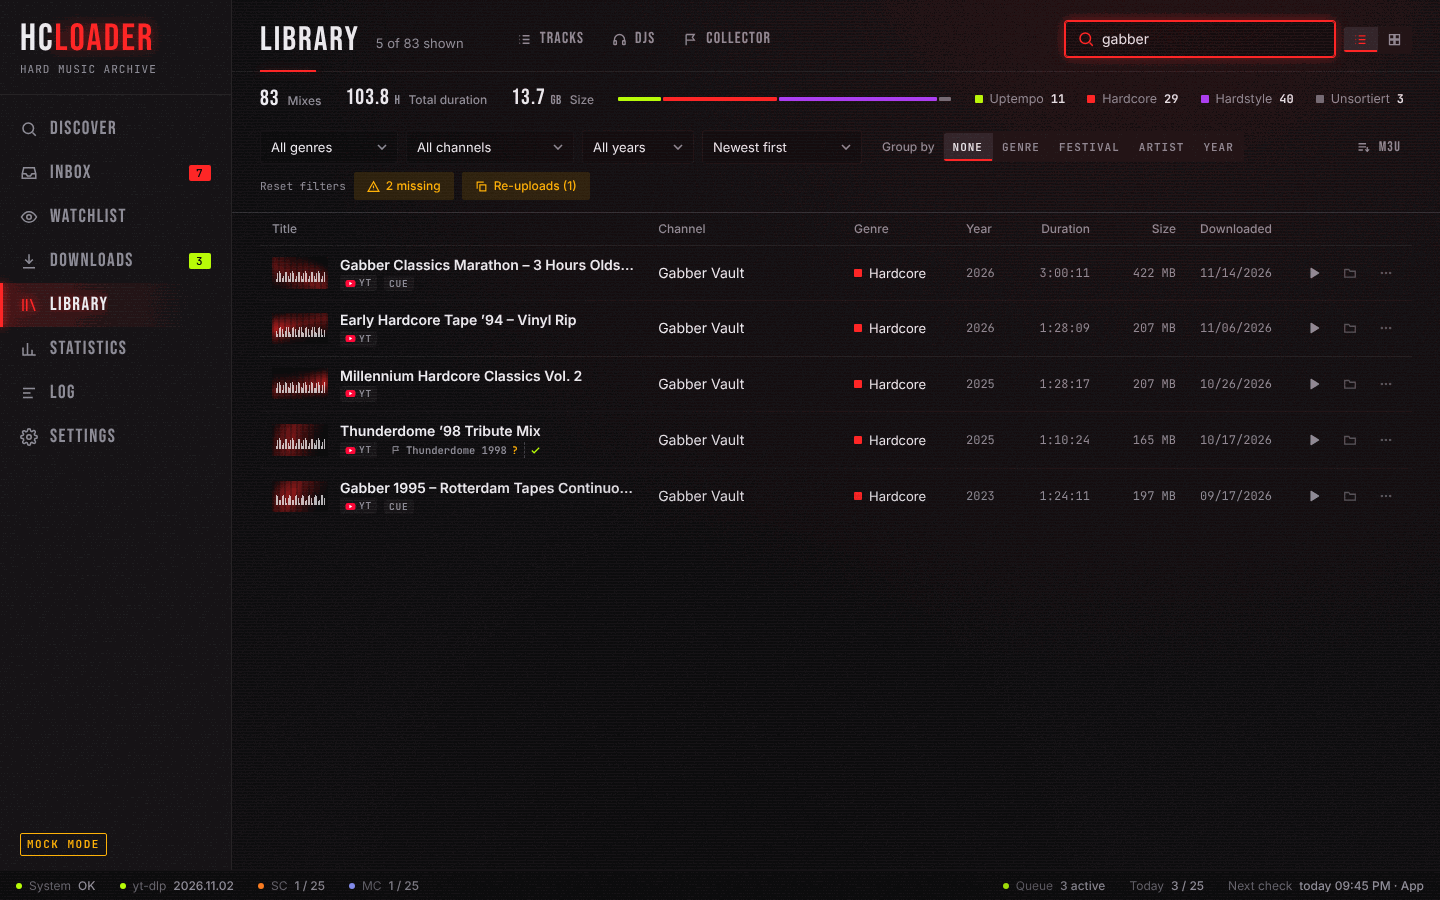 HCLOADER
HARD MUSIC ARCHIVE
DISCOVER
INBOX 7
WATCHLIST
DOWNLOADS 3
LIBRARY
STATISTICS
LOG
SETTINGS
MOCK MODE
LIBRARY 5 of 83 shown TRACKS DJS COLLECTOR gabber
83 Mixes 103.8 H Total duration 13.7 GB Size Uptempo 11 Hardcore 29 Hardstyle 40 Unsortiert 3
All genres All channels All years Newest first Group by NONE GENRE FESTIVAL ARTIST YEAR M3U
Reset filters 2 missing Re-uploads (1)
Title Channel Genre Year Duration Size Downloaded
Gabber Classics Marathon – 3 Hours Olds… Gabber Vault Hardcore 2026 3:00:11 422 MB 11/14/2026
YT CUE
Early Hardcore Tape ’94 – Vinyl Rip Gabber Vault Hardcore 2026 1:28:09 207 MB 11/06/2026
YT
Millennium Hardcore Classics Vol. 2 Gabber Vault Hardcore 2025 1:28:17 207 MB 10/26/2026
YT
Thunderdome ’98 Tribute Mix Gabber Vault Hardcore 2025 1:10:24 165 MB 10/17/2026
YT Thunderdome 1998 ?
Gabber 1995 – Rotterdam Tapes Continuo… Gabber Vault Hardcore 2023 1:24:11 197 MB 09/17/2026
YT CUE
System OK yt-dlp 2026.11.02 SC 1 / 25 MC 1 / 25 Queue 3 active Today 3 / 25 Next check today 09:45 PM · App